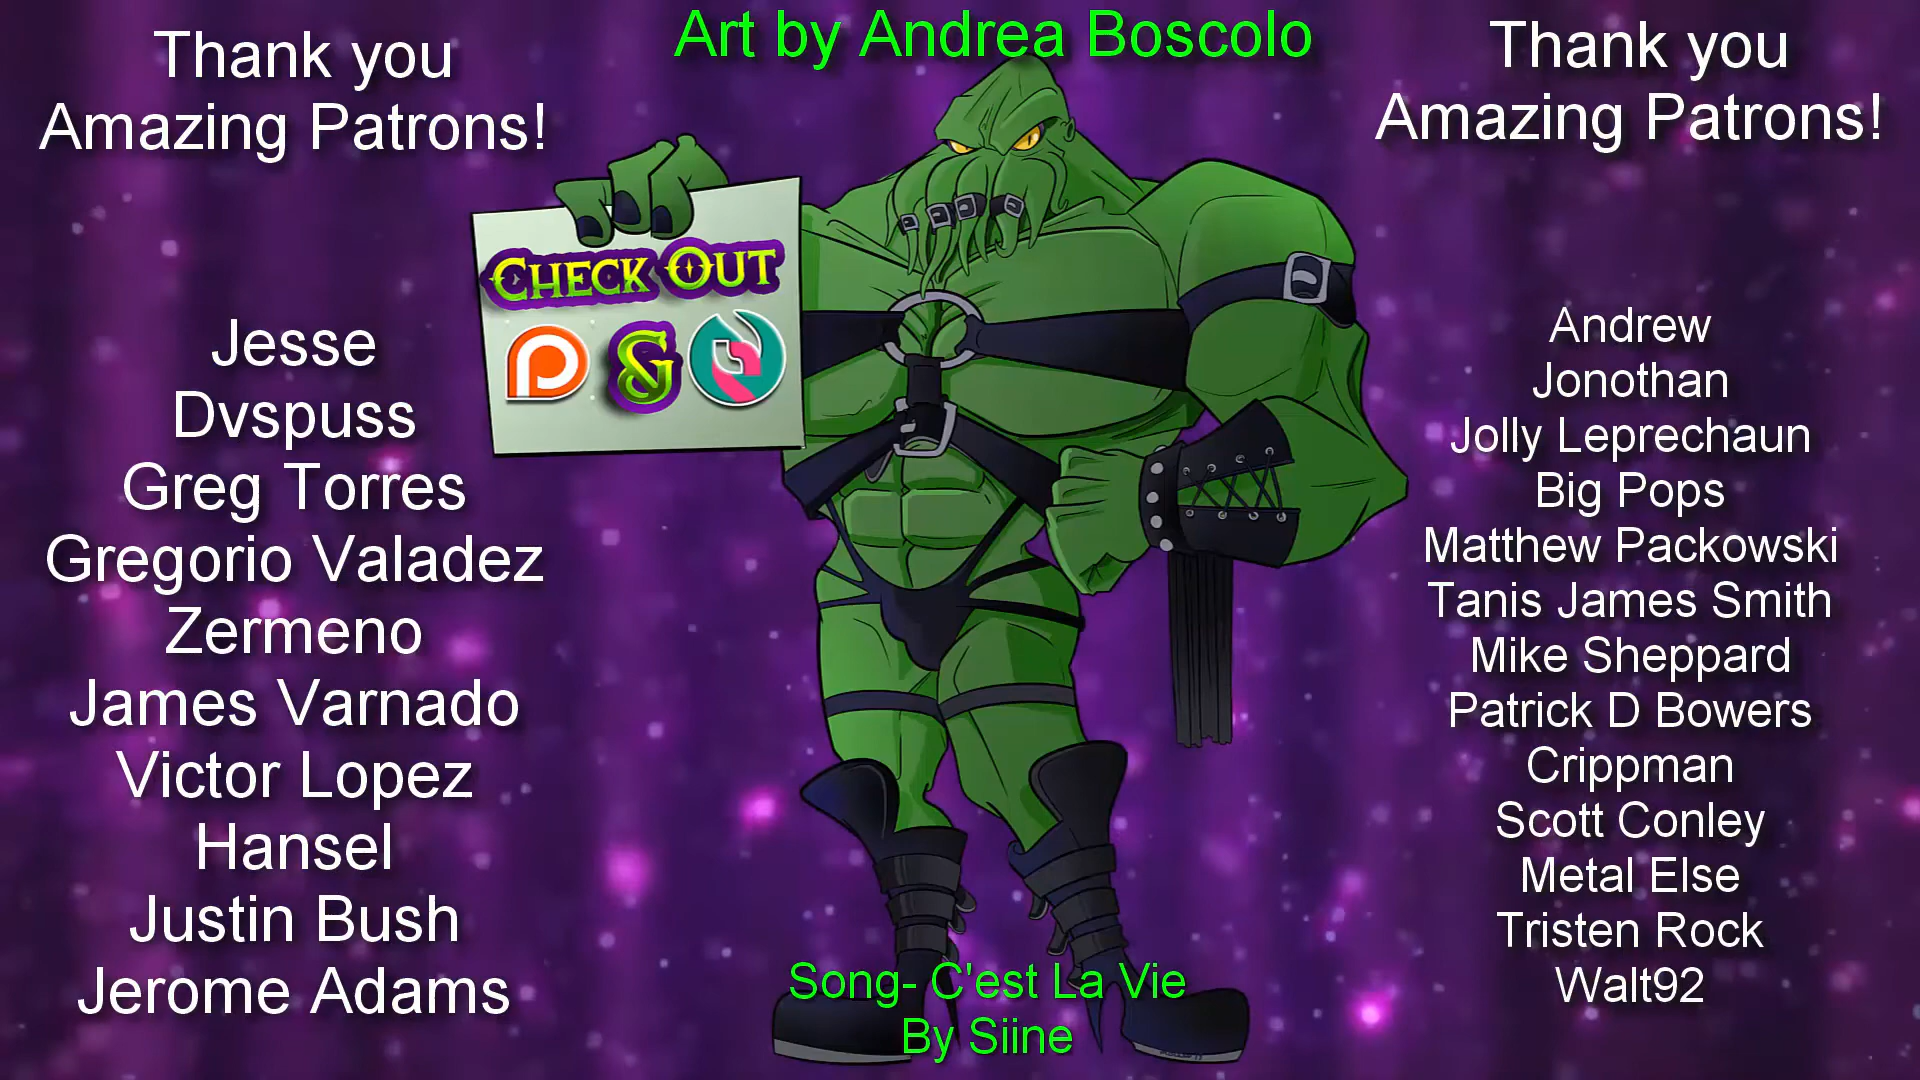 Thank you
Amazing Patrons!
Jesse
Dvspuss
Greg Torres
Gregorio Valadez
Zermeno
James Varnado
Victor Lopez
Hansel
Justin Bush
Jerome Adams
Art by Andrea Boscolo
Check Out
&
Song- C'est La Vie
By Siine
Thank you
Amazing Patrons!
Andrew
Jonothan
Jolly Leprechaun
Big Pops
Matthew Packowski
Tanis James Smith
Mike Sheppard
Patrick D Bowers
Crippman
Scott Conley
Metal Else
Tristen Rock
Walt92